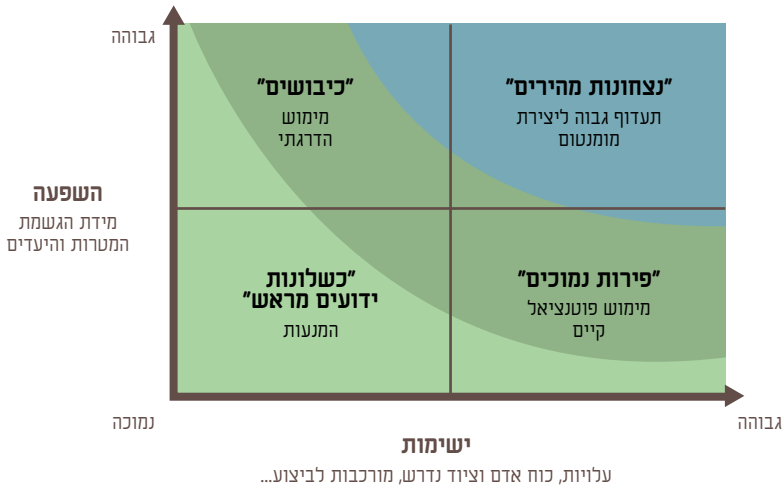 גבוהה
"כיבושים"
מימוש
הדרגתי
"נצחונות מהירים"
תעדוף גבוה ליצירת
מומנטום
השפעה
מידת הגשמת
המטרות והיעדים
"כשלונות
ידועים מראש"
המנעות
"פירות נמוכים"
מימוש פוטנציאל
קיים
נמוכה
גבוהה
ישימות
עלויות, כוח אדם וציוד נדרש, מורכבות לביצוע...